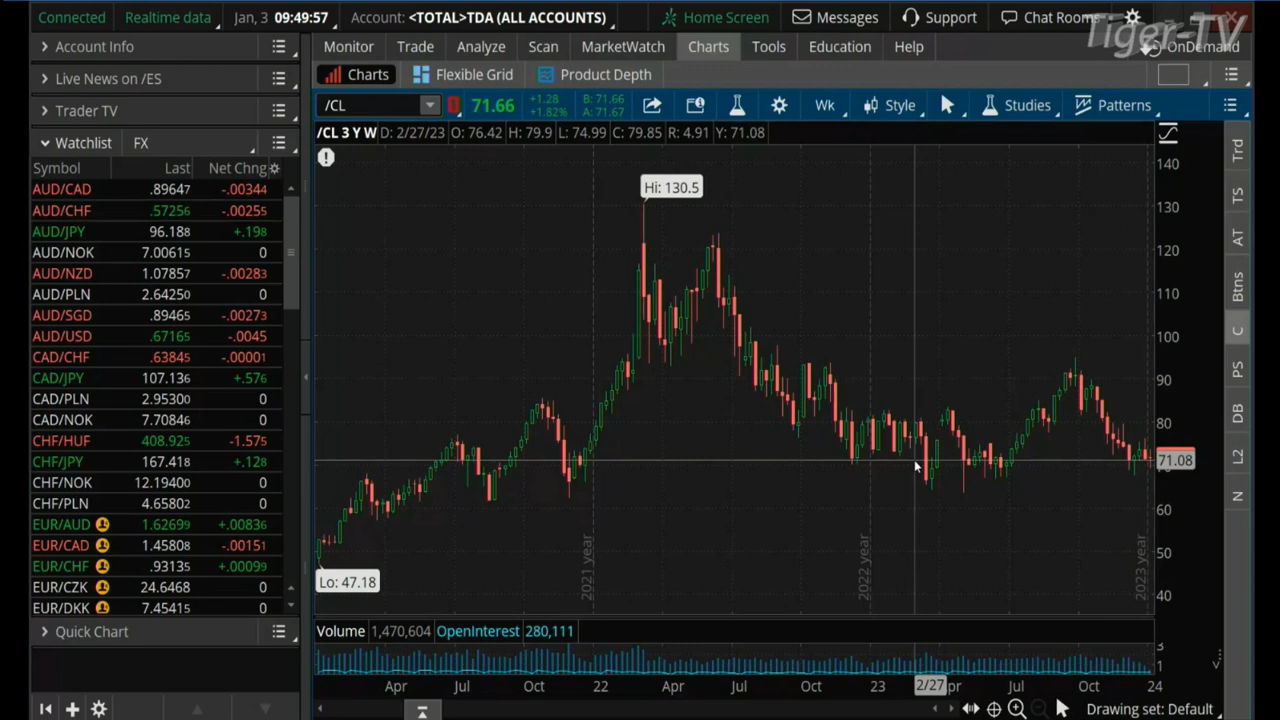 Connected Realtime data Jan, 3 09:49:57 Account: <TOTAL>TDA (ALL ACCOUNTS) Home Screen Messages Support Chat Rooms
Tiger-TV
OnDemand
Account Info
Live News on /ES
Trader TV
Watchlist FX
Symbol Last Net Chng
AUD/CAD .89647 -.00344
AUD/CHF .57256 -.00255
AUD/JPY 96.188 +.198
AUD/NOK 7.00615 0
AUD/NZD 1.07857 -.00283
AUD/PLN 2.64250 0
AUD/SGD .89465 -.00273
AUD/USD .67165 -.0045
CAD/CHF .63845 -.00001
CAD/JPY 107.136 +.576
CAD/PLN 2.95300 0
CAD/NOK 7.70846 0
CHF/HUF 408.925 -1.575
CHF/JPY 167.418 +.128
CHF/NOK 12.19400 0
CHF/PLN 4.65802 0
EUR/AUD 1.62699 +.00836
EUR/CAD 1.45808 -.00151
EUR/CHF .93135 +.00099
EUR/CZK 24.6468 0
EUR/DKK 7.45415 0
Quick Chart
Monitor Trade Analyze Scan MarketWatch Charts Tools Education Help
Charts Flexible Grid Product Depth
/CL 71.66 +1.28 +1.82% B: 71.66 A: 71.67 Wk Style Studies Patterns
/CL 3 Y W D: 2/27/23 O: 76.42 H: 79.9 L: 74.99 C: 79.85 R: 4.91 Y: 71.08
Hi: 130.5
Lo: 47.18
140
130
120
110
100
90
80
71.08
60
50
40
2021 year
2022 year
2023 year
Volume 1,470,604 OpenInterest 280,111
3
1
Apr Jul Oct 22 Apr Jul Oct 23 2/27 pr Jul Oct 24
Drawing set: Default
Trd
TS
AT
Btns
C
PS
DB
L2
N